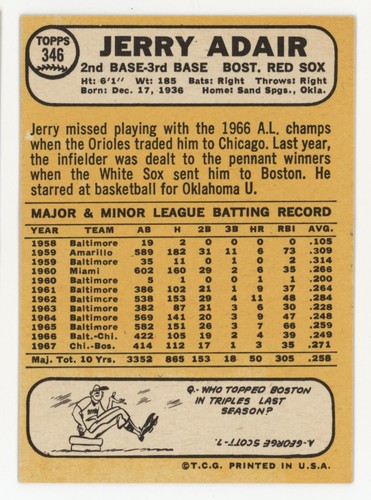 TOPPS
346
JERRY ADAIR
2nd BASE-3rd BASE BOST. RED SOX
Ht: 6'1" Wt: 185 Bats: Right Throws: Right
Born: Dec. 17, 1936 Home: Sand Spgs., Okla.
Jerry missed playing with the 1966 A.L. champs
when the Orioles traded him to Chicago. Last year,
the infielder was dealt to the pennant winners
when the White Sox sent him to Boston. He
starred at basketball for Oklahoma U.
MAJOR & MINOR LEAGUE BATTING RECORD
YEAR TEAM AB H 2B 3B HR RBI AVG.
1958 Baltimore 19 2 0 0 0 0 .105
1959 Amarillo 589 182 31 11 6 73 .309
1959 Baltimore 35 11 0 1 0 2 .314
1960 Miami 602 160 29 2 6 35 .266
1960 Baltimore 5 1 0 0 1 1 .200
1961 Baltimore 386 102 21 1 9 37 .264
1962 Baltimore 538 153 29 4 11 48 .284
1963 Baltimore 382 87 21 3 6 30 .228
1964 Baltimore 569 141 20 3 9 47 .248
1965 Baltimore 582 151 26 3 7 66 .259
1966 Balt.-Chi. 422 105 19 2 4 39 .249
1967 Chi.-Bos. 414 112 17 1 3 35 .271
Maj. Tot. 10 Yrs. 3352 865 153 18 50 305 .258
Q.-WHO TOPPED BOSTON
IN TRIPLES LAST
SEASON?
A.-GEORGE SCOTT-7.
©T.C.G. PRINTED IN U.S.A.